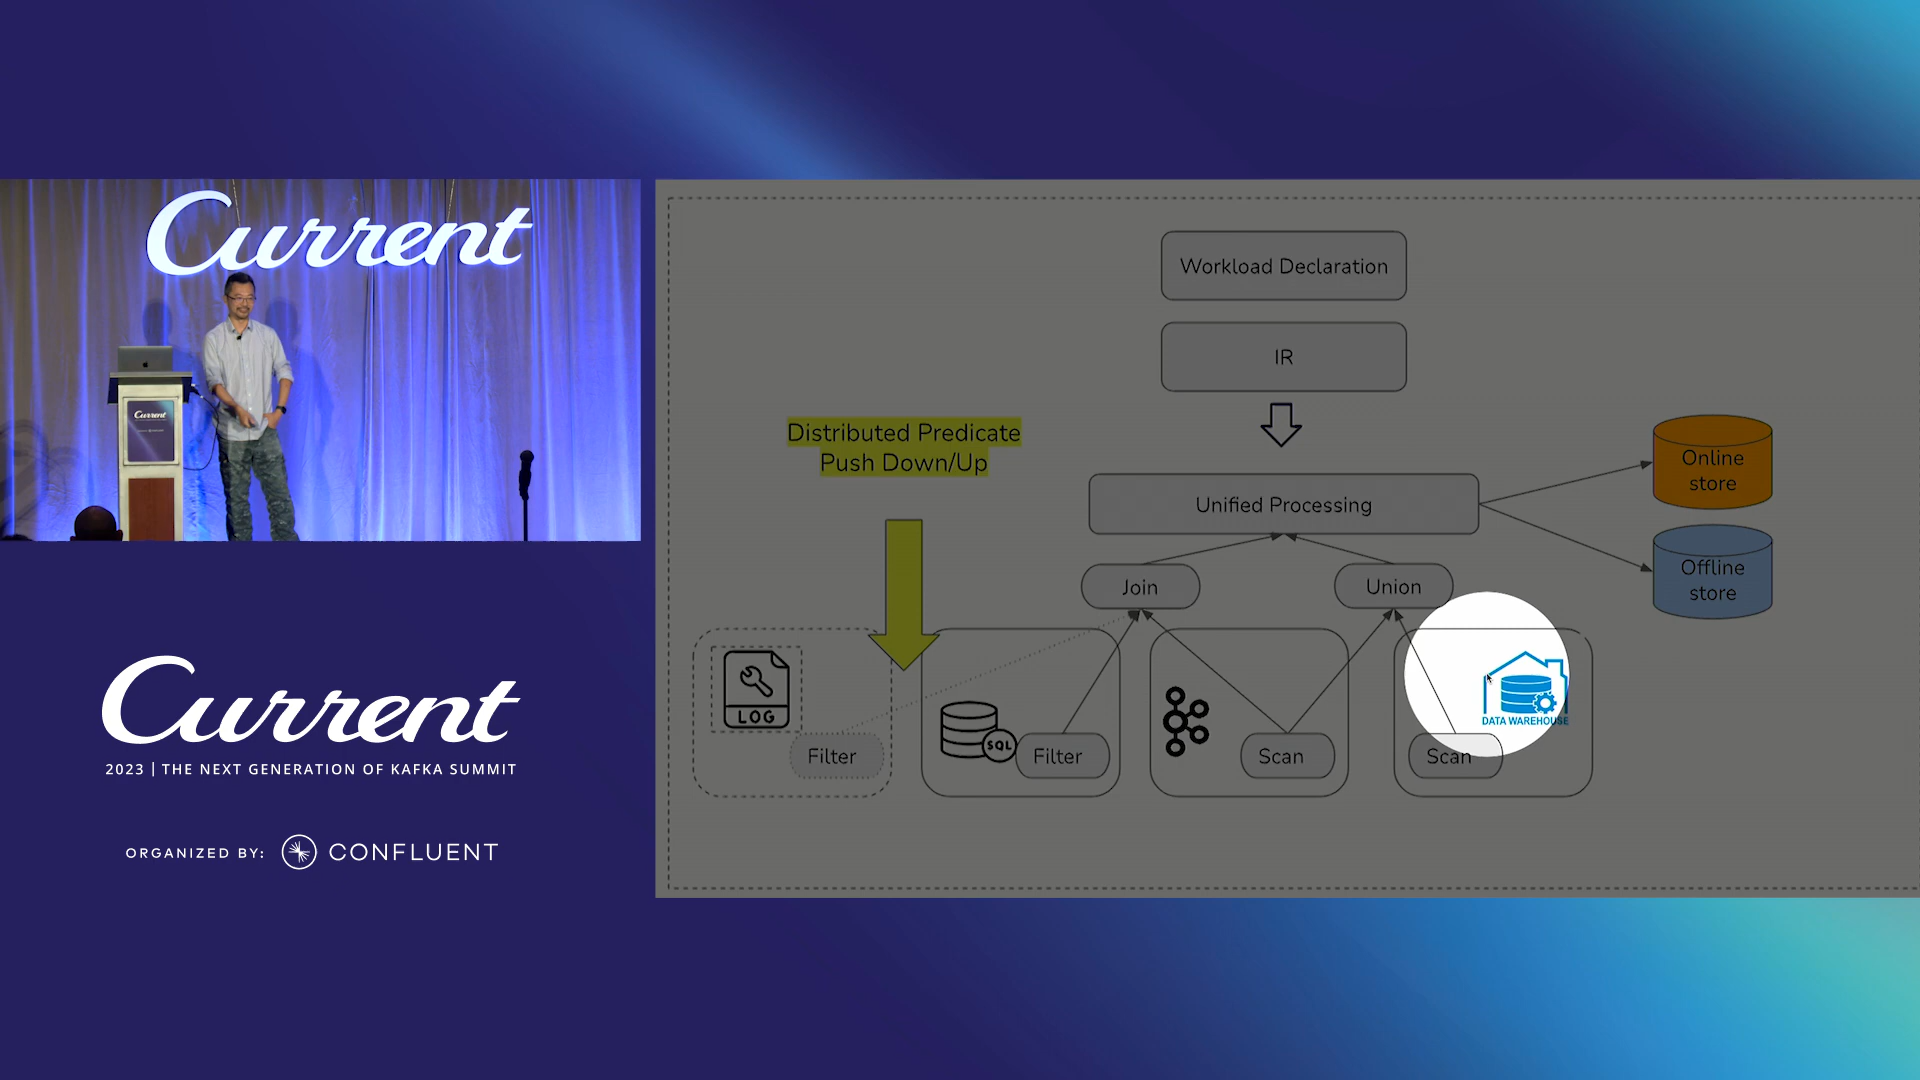 Current
Current
Current
2023 | THE NEXT GENERATION OF KAFKA SUMMIT
ORGANIZED BY: CONFLUENT
Workload Declaration
IR
Distributed Predicate
Push Down/Up
Unified Processing
Online
store
Offline
store
Join
Union
LOG
Filter
SQL
Filter
Scan
DATA WAREHOUSE
Scan